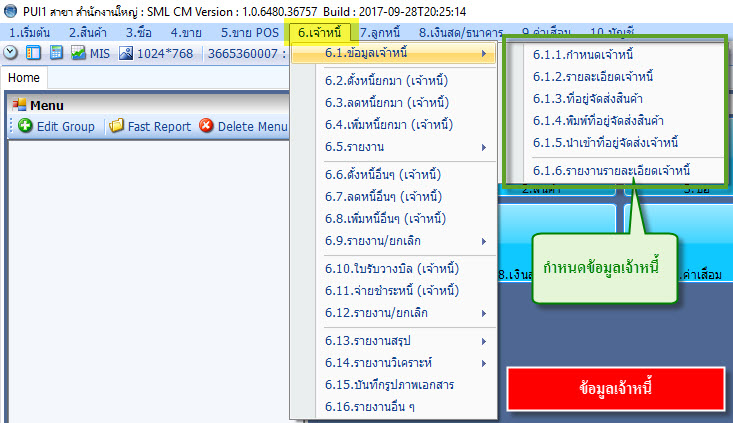 PUI1 สาขา สำนักงานใหญ่ : SML CM Version : 1.0.6480.36757 Build : 2017-09-28T20:25:14
1.เริ่มต้น 2.สินค้า 3.ซื้อ 4.ขาย 5.ขาย POS 6.เจ้าหนี้ 7.ลูกหนี้ 8.เงินสด/ธนาคาร 9.ค่าเสื่อม 10.บัญชี
MIS 1024*768 3665360007 :
Home
Menu
Edit Group Fast Report Delete Menu
6.1.ข้อมูลเจ้าหนี้
6.2.ตั้งหนี้ยกมา (เจ้าหนี้)
6.3.ลดหนี้ยกมา (เจ้าหนี้)
6.4.เพิ่มหนี้ยกมา (เจ้าหนี้)
6.5.รายงาน
6.6.ตั้งหนี้อื่นๆ (เจ้าหนี้)
6.7.ลดหนี้อื่นๆ (เจ้าหนี้)
6.8.เพิ่มหนี้อื่นๆ (เจ้าหนี้)
6.9.รายงาน/ยกเลิก
6.10.ใบรับวางบิล (เจ้าหนี้)
6.11.จ่ายชำระหนี้ (เจ้าหนี้)
6.12.รายงาน/ยกเลิก
6.13.รายงานสรุป
6.14.รายงานวิเคราะห์
6.15.บันทึกรูปภาพเอกสาร
6.16.รายงานอื่น ๆ
6.1.1.กำหนดเจ้าหนี้
6.1.2.รายละเอียดเจ้าหนี้
6.1.3.ที่อยู่จัดส่งสินค้า
6.1.4.พิมพ์ที่อยู่จัดส่งสินค้า
6.1.5.นำเข้าที่อยู่จัดส่งเจ้าหนี้
6.1.6.รายงานรายละเอียดเจ้าหนี้
2.สินค้า 3.ซื้อ
กำหนดข้อมูลเจ้าหนี้
8.เงินส .ค่าเสื่อม
ข้อมูลเจ้าหนี้